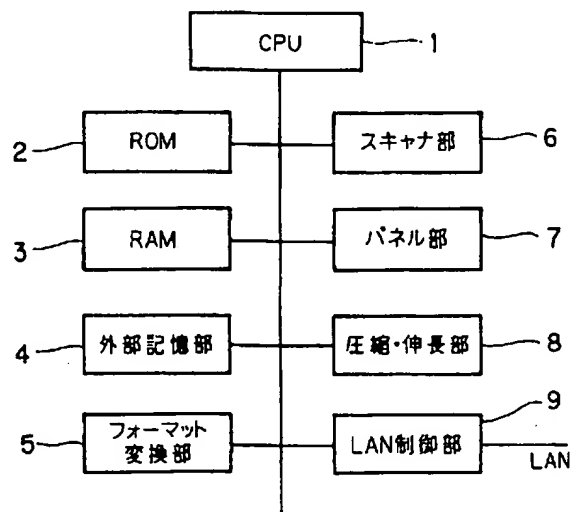 CPU
1
2
ROM
スキャナ部
6
3
RAM
パネル部
7
4
外部記憶部
圧縮・伸長部
8
5
フォーマット
変換部
LAN制御部
9
LAN